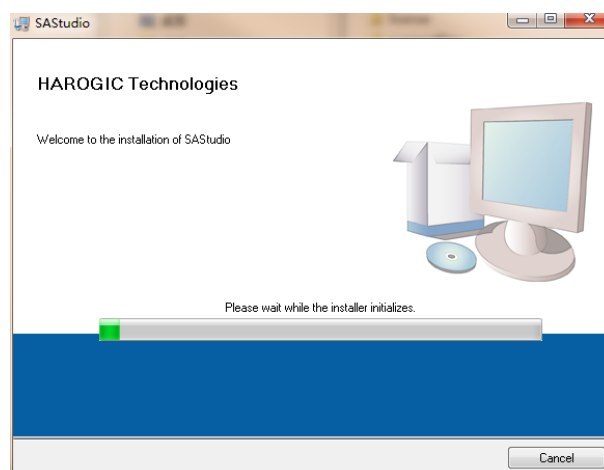 SAStudio
HAROGIC Technologies
Welcome to the installation of SAStudio
Please wait while the installer initializes.
Cancel